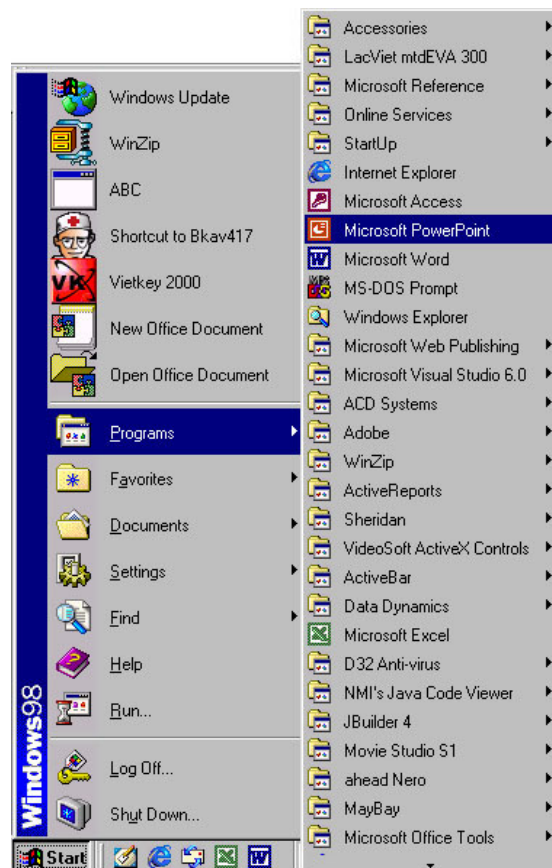 Windows Update
WinZip
ABC
Shortcut to Bkav417
VK
Vietkey 2000
New Office Document
Open Office Document
Programs
Favorites
Documents
Settings
Find
Help
Run...
Log Off...
Shut Down...
Windows98
Start
Accessories
LacViet mtdEVA 300
Microsoft Reference
Online Services
StartUp
Internet Explorer
Microsoft Access
Microsoft PowerPoint
Microsoft Word
MS-DOS Prompt
Windows Explorer
Microsoft Web Publishing
Microsoft Visual Studio 6.0
ACD Systems
Adobe
WinZip
ActiveReports
Sheridan
VideoSoft ActiveX Controls
ActiveBar
Data Dynamics
Microsoft Excel
D32 Anti-virus
NMI's Java Code Viewer
JBuilder 4
Movie Studio S1
ahead Nero
MayBay
Microsoft Office Tools